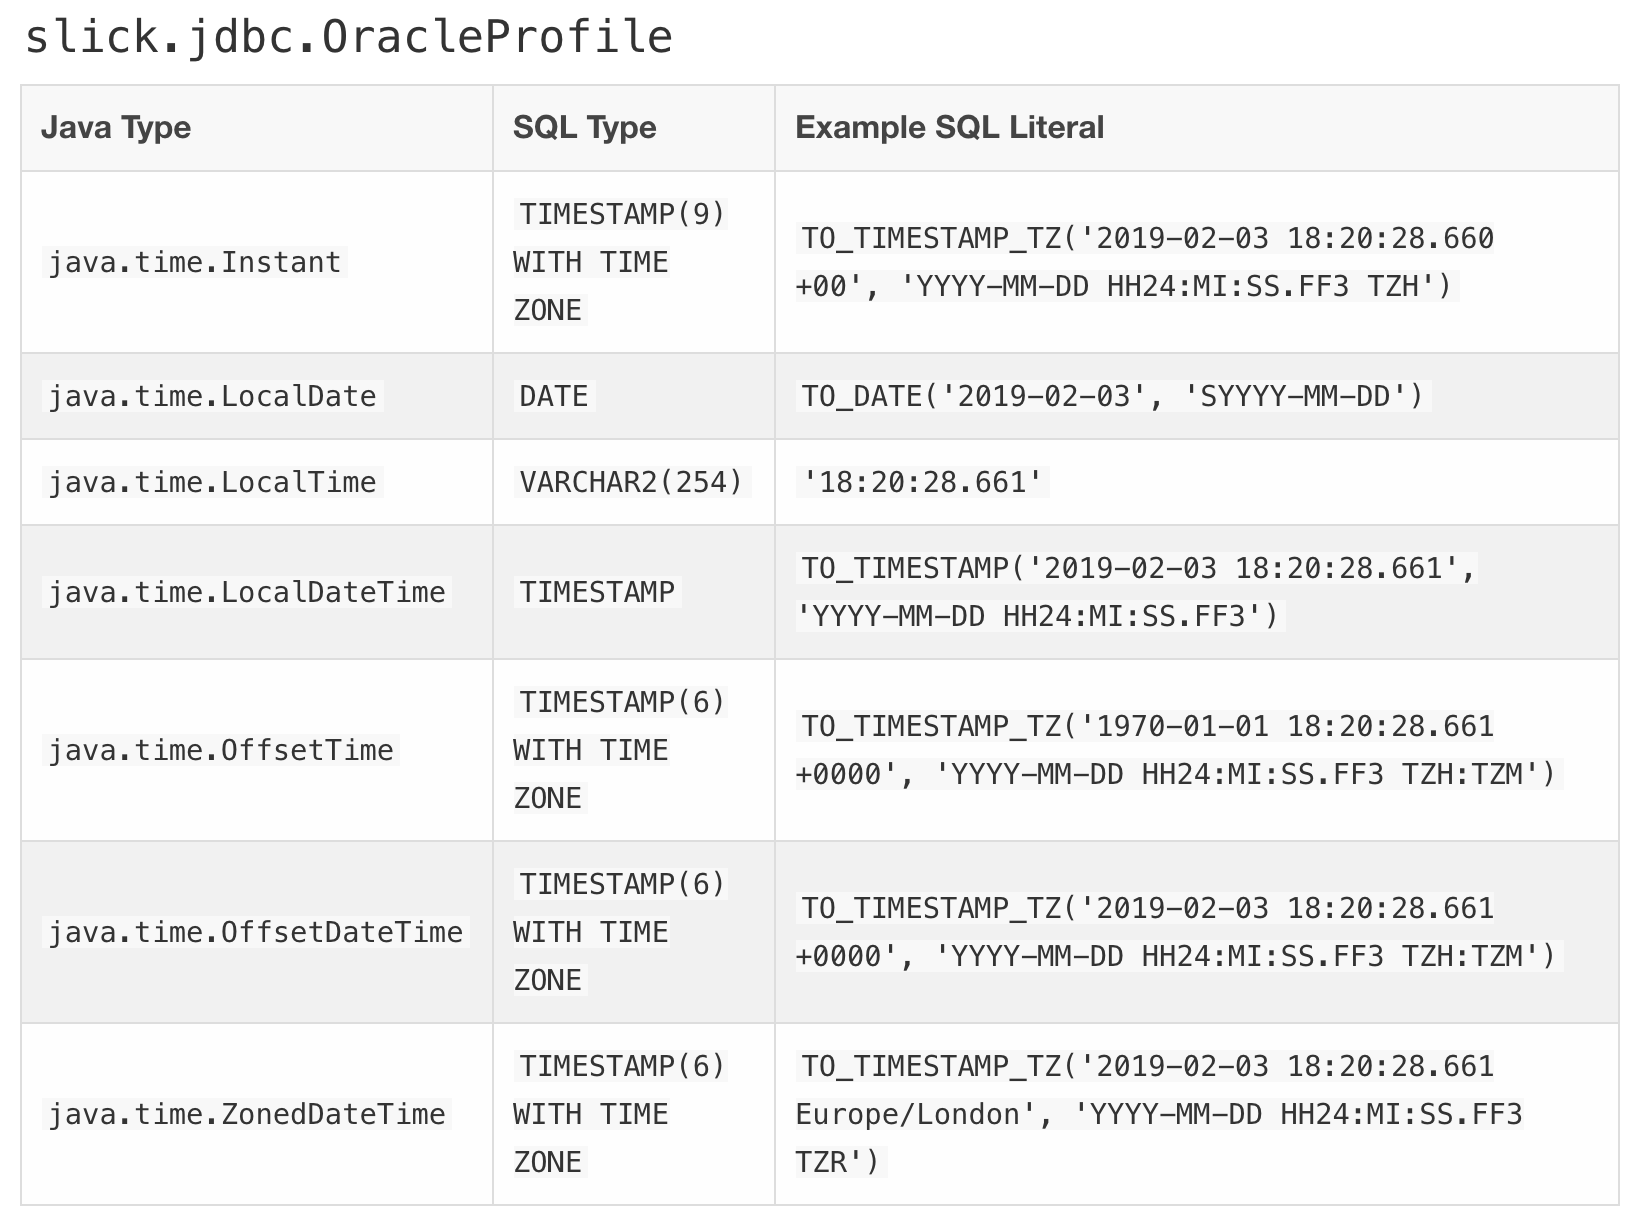 slick.jdbc.OracleProfile
Java Type
SQL Type
Example SQL Literal
java.time.Instant
TIMESTAMP(9)
WITH TIME
ZONE
TO_TIMESTAMP_TZ('2019-02-03 18:20:28.660
+00', 'YYYY-MM-DD HH24:MI:SS.FF3 TZH')
java.time.LocalDate
DATE
TO_DATE('2019-02-03', 'SYYYY-MM-DD')
java.time.LocalTime
VARCHAR2(254)
'18:20:28.661'
java.time.LocalDateTime
TIMESTAMP
TO_TIMESTAMP('2019-02-03 18:20:28.661',
'YYYY-MM-DD HH24:MI:SS.FF3')
java.time.OffsetTime
TIMESTAMP(6)
WITH TIME
ZONE
TO_TIMESTAMP_TZ('1970-01-01 18:20:28.661
+0000', 'YYYY-MM-DD HH24:MI:SS.FF3 TZH:TZM')
java.time.OffsetDateTime
TIMESTAMP(6)
WITH TIME
ZONE
TO_TIMESTAMP_TZ('2019-02-03 18:20:28.661
+0000', 'YYYY-MM-DD HH24:MI:SS.FF3 TZH:TZM')
java.time.ZonedDateTime
TIMESTAMP(6)
WITH TIME
ZONE
TO_TIMESTAMP_TZ('2019-02-03 18:20:28.661
Europe/London', 'YYYY-MM-DD HH24:MI:SS.FF3
TZR')